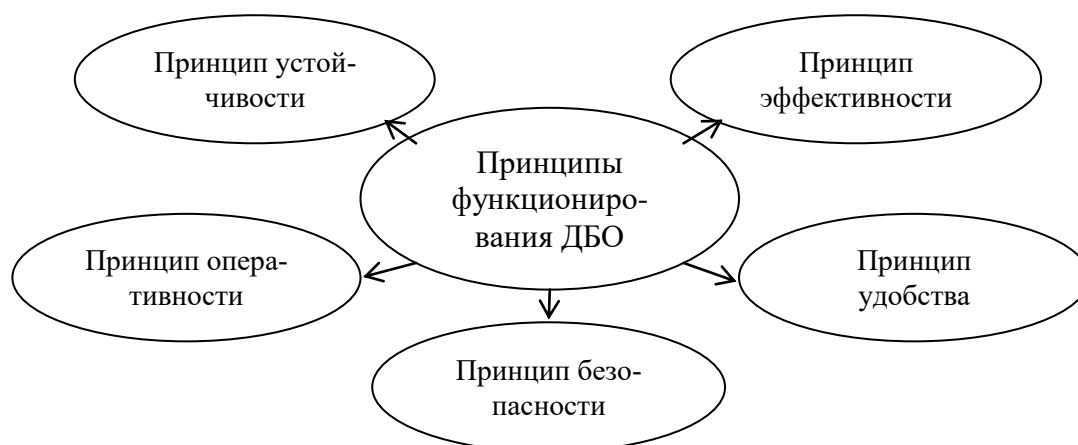 Принцип устой-
чивости
Принцип
эффективности
Принципы
функциониро-
вания ДБО
Принцип опера-
тивности
Принцип
удобства
Принцип безо-
пасности